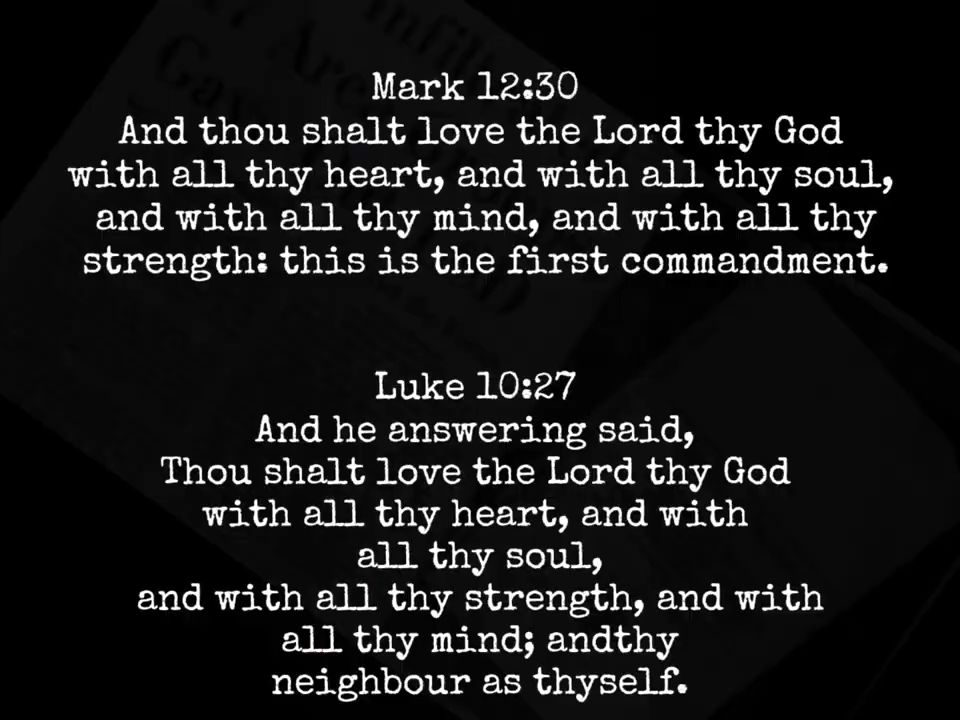 Mark 12:30
And thou shalt love the Lord thy God
with all thy heart, and with all thy soul,
and with all thy mind, and with all thy
strength: this is the first commandment.
Luke 10:27
And he answering said,
Thou shalt love the Lord thy God
with all thy heart, and with
all thy soul,
and with all thy strength, and with
all thy mind; andthy
neighbour as thyself.